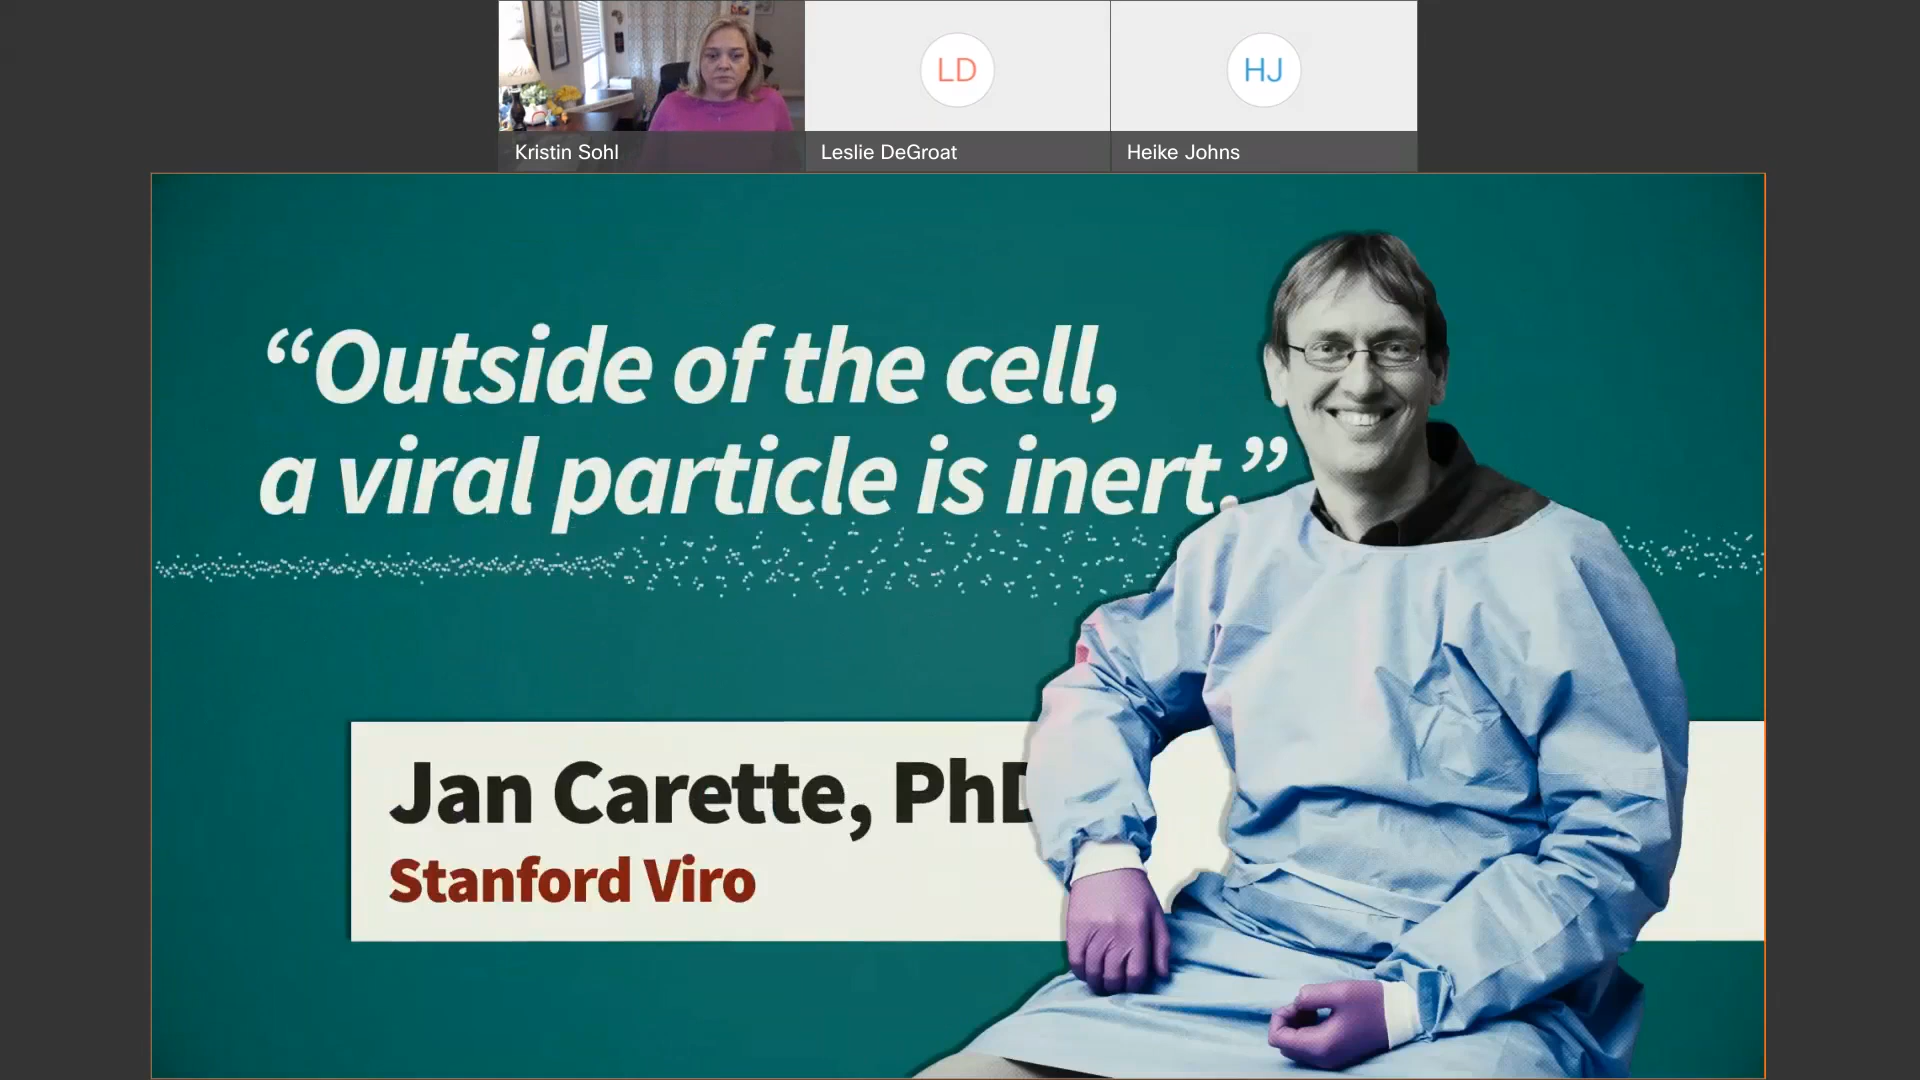 LD
HJ
Kristin Sohl
Leslie DeGroat
Heike Johns
“Outside of the cell,
a viral particle is inert.”
Jan Carette, PhD
Stanford Viro